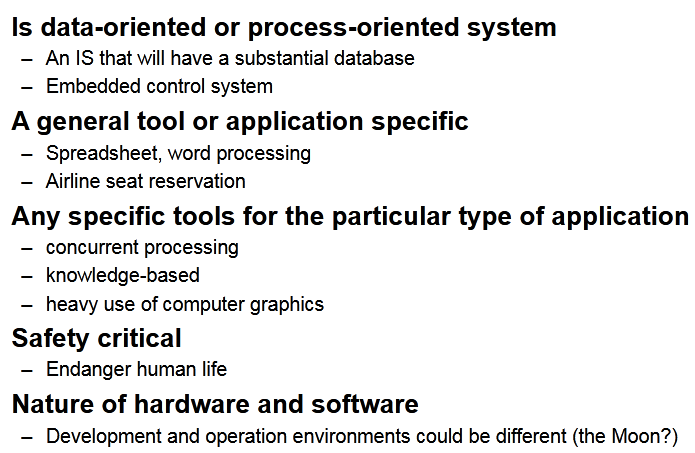 Is data-oriented or process-oriented system
– An IS that will have a substantial database
– Embedded control system
A general tool or application specific
– Spreadsheet, word processing
– Airline seat reservation
Any specific tools for the particular type of application
– concurrent processing
– knowledge-based
– heavy use of computer graphics
Safety critical
– Endanger human life
Nature of hardware and software
– Development and operation environments could be different (the Moon?)